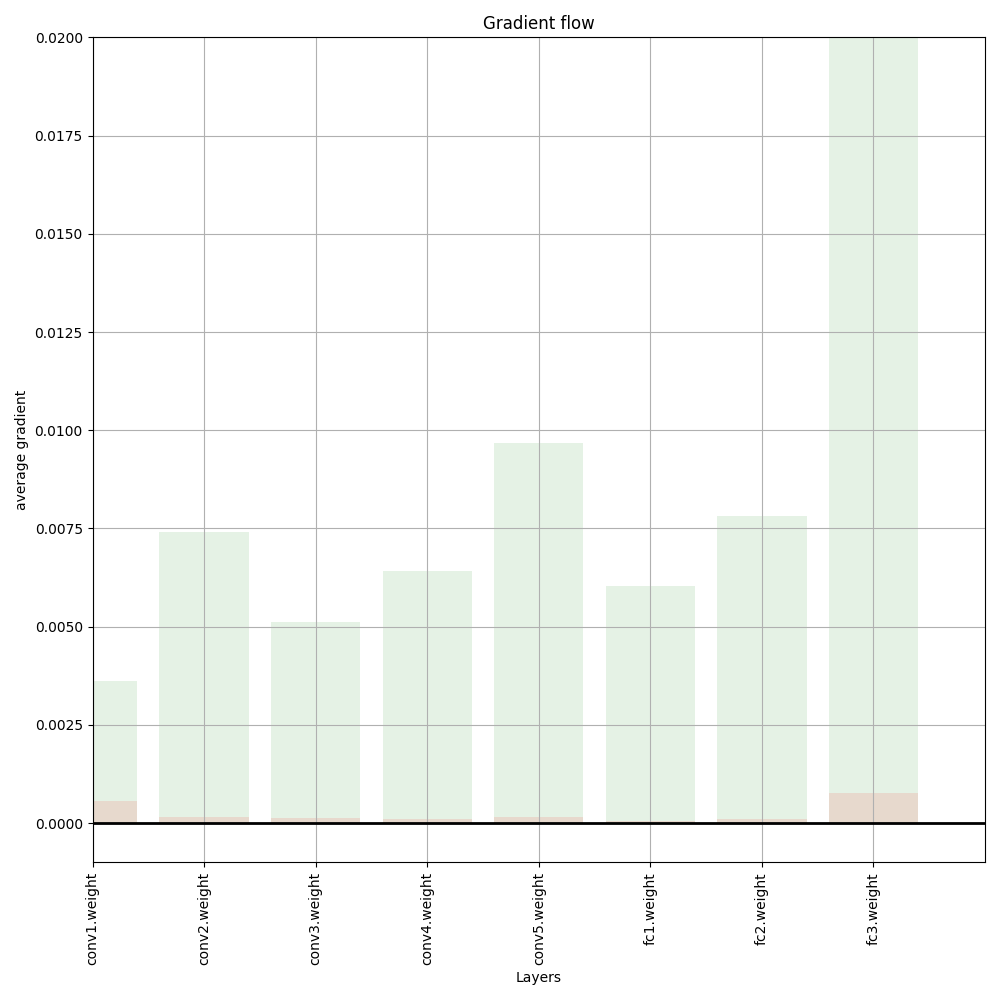 Gradient flow
0.0200
0.0175
0.0150
0.0125
0.0100
0.0075
0.0050
0.0025
0.0000
average gradient
conv1.weight
conv2.weight
conv3.weight
conv4.weight
conv5.weight
fc1.weight
fc2.weight
fc3.weight
Layers